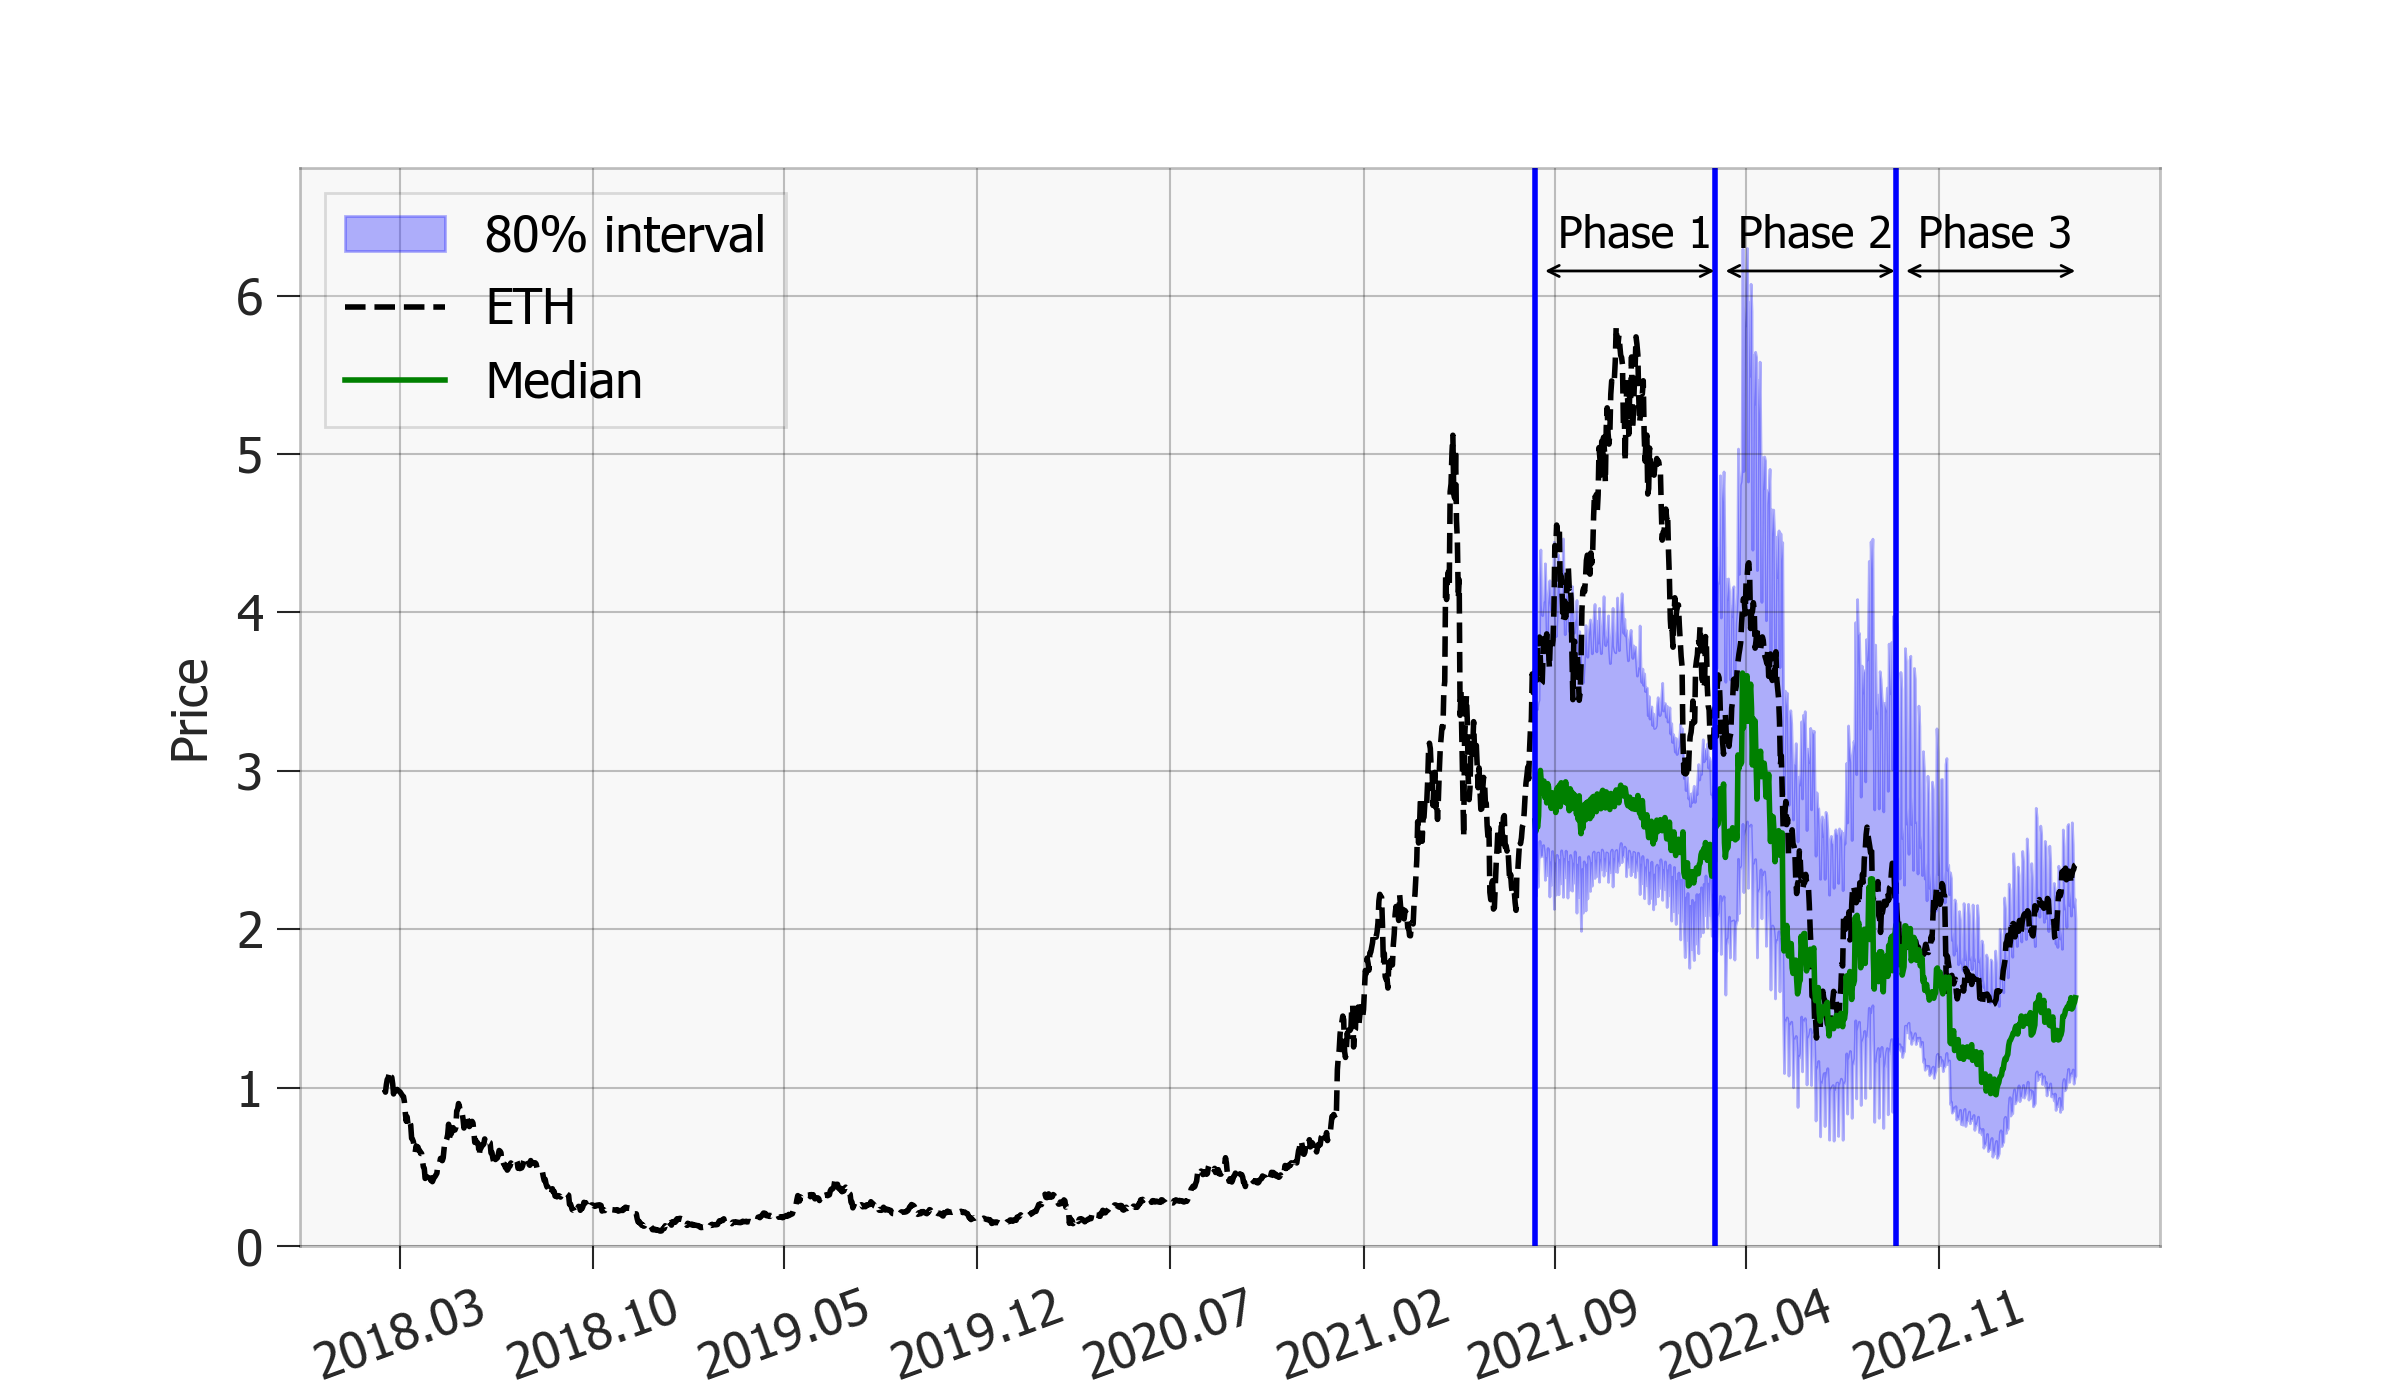 80% interval
ETH
Median
Phase 1
Phase 2
Phase 3
Price
6
5
4
3
2
1
0
2018.03
2018.10
2019.05
2019.12
2020.07
2021.02
2021.09
2022.04
2022.11